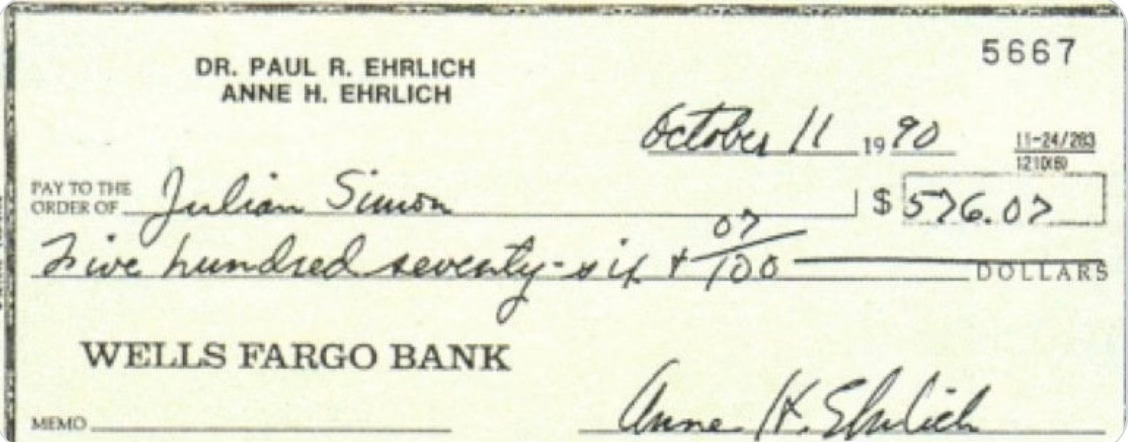 5667
DR. PAUL R. EHRLICH
ANNE H. EHRLICH
October 11 1990
11-24/283
1210(8)
PAY TO THE ORDER OF Julian Simon $ 576.07
Five hundred seventy-six & 07/100 DOLLARS
WELLS FARGO BANK
MEMO
Anne H. Ehrlich